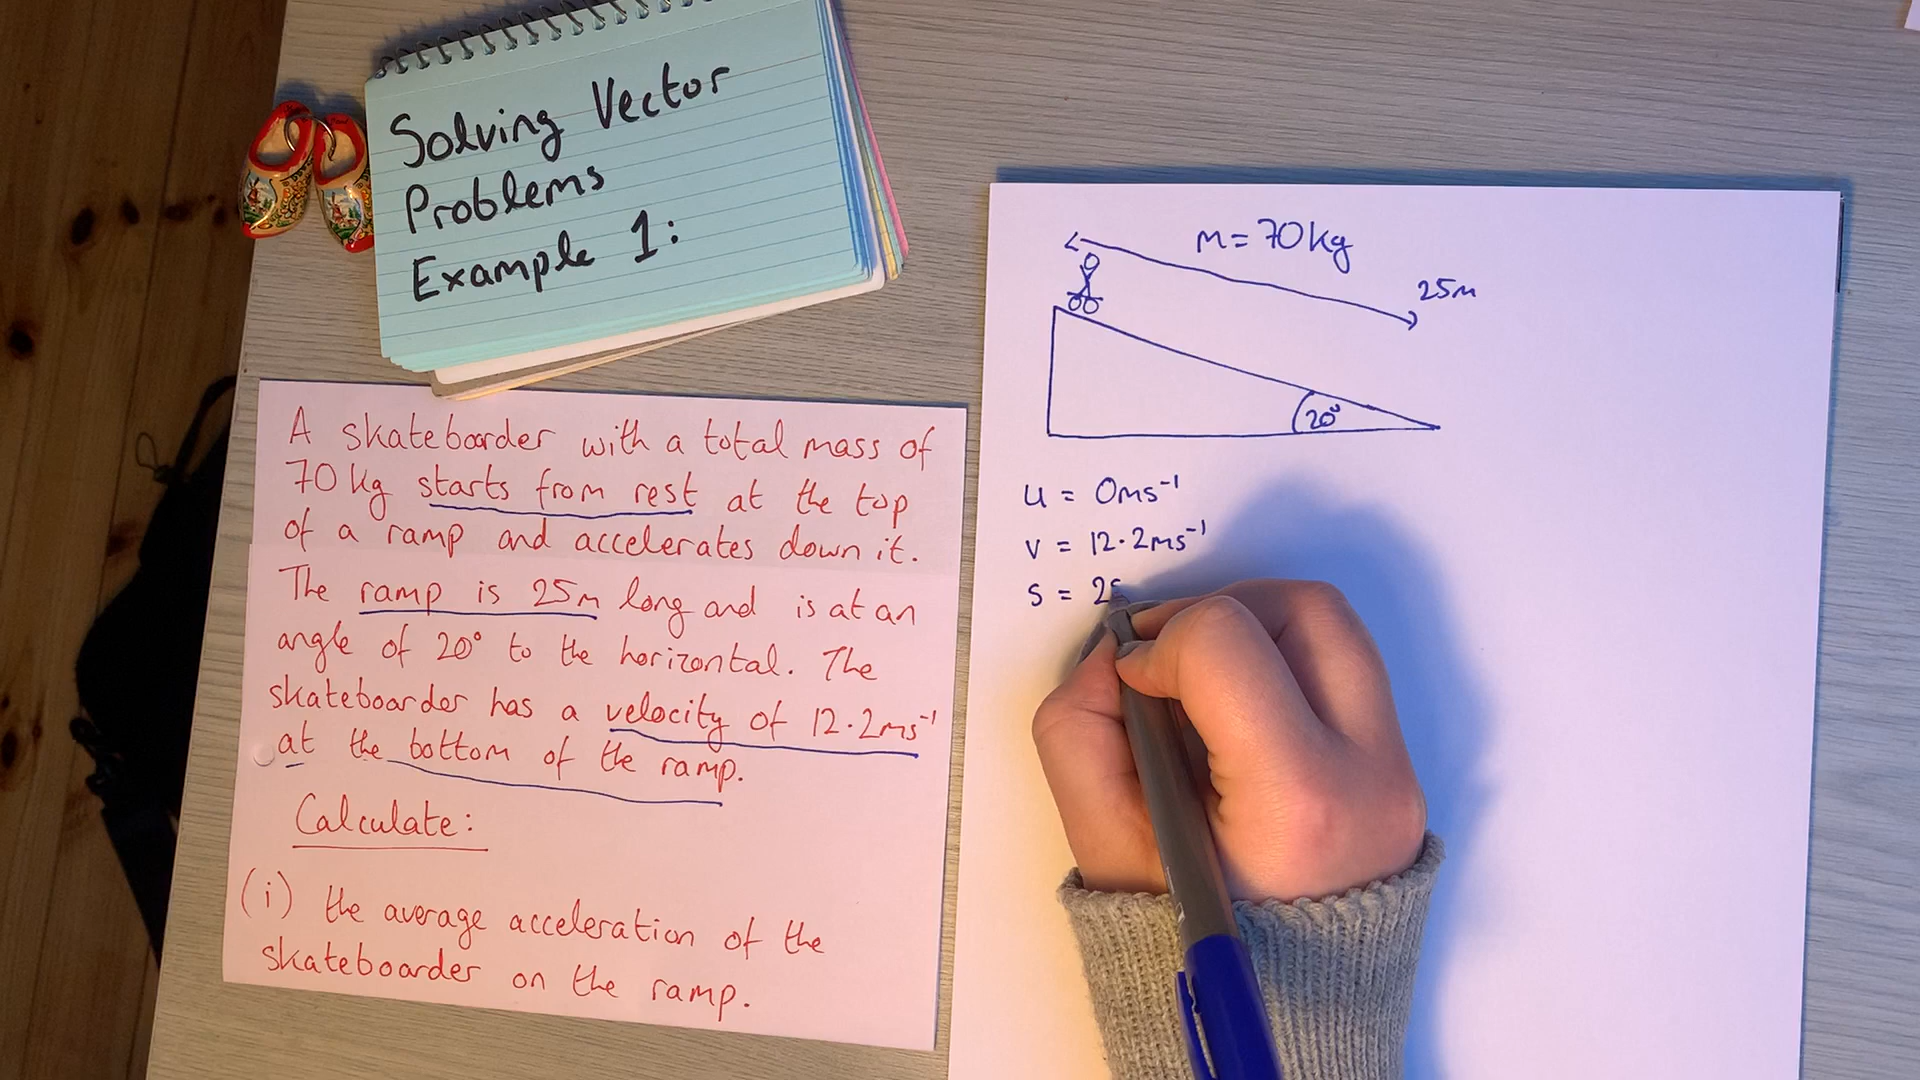 Solving Vector
Problems
Example 1:
A skateboarder with a total mass of
70 kg starts from rest at the top
of a ramp and accelerates down it.
The ramp is 25m long and is at an
angle of 20° to the horizontal. The
skateboarder has a velocity of 12.2ms⁻¹
at the bottom of the ramp.
Calculate:
(i) the average acceleration of the
skateboarder on the ramp.
m = 70kg
25m
20°
u = 0ms⁻¹
v = 12.2ms⁻¹
s = 25